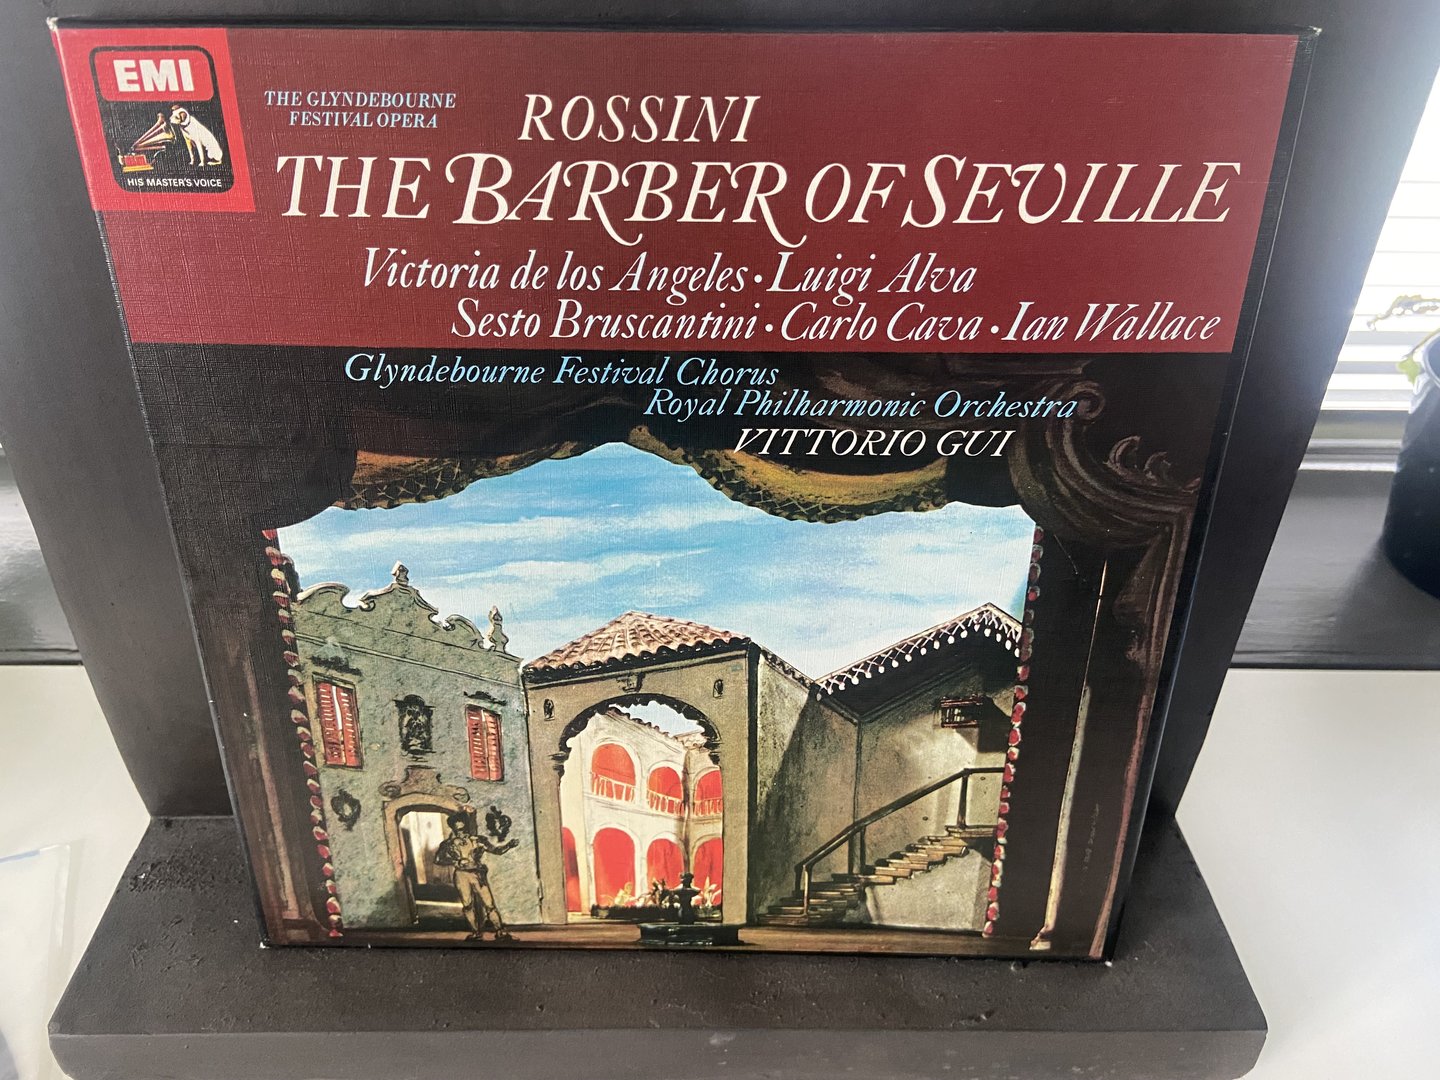 EMI
HIS MASTER'S VOICE
THE GLYNDEBOURNE
FESTIVAL OPERA
ROSSINI
THE BARBER OF SEVILLE
Victoria de los Angeles • Luigi Alva
Sesto Bruscantini • Carlo Cava • Ian Wallace
Glyndebourne Festival Chorus
Royal Philharmonic Orchestra
VITTORIO GUI